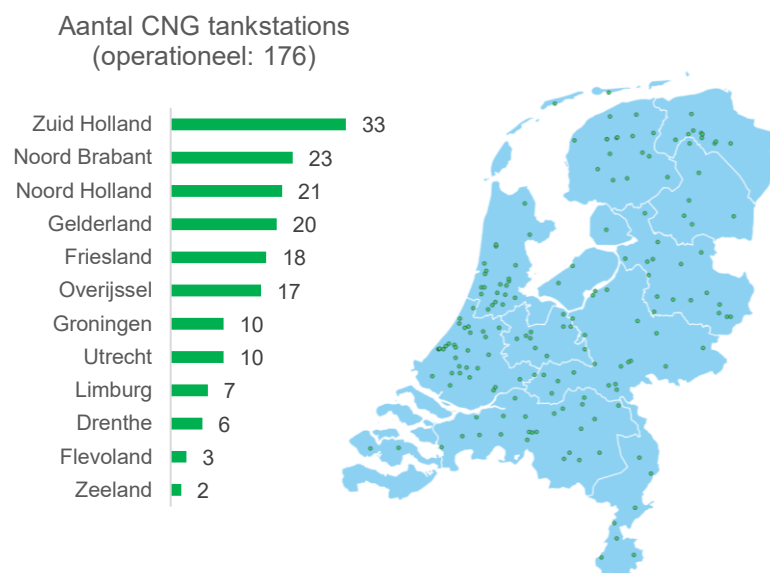 Aantal CNG tankstations
(operationeel: 176)
Zuid Holland 33
Noord Brabant 23
Noord Holland 21
Gelderland 20
Friesland 18
Overijssel 17
Groningen 10
Utrecht 10
Limburg 7
Drenthe 6
Flevoland 3
Zeeland 2